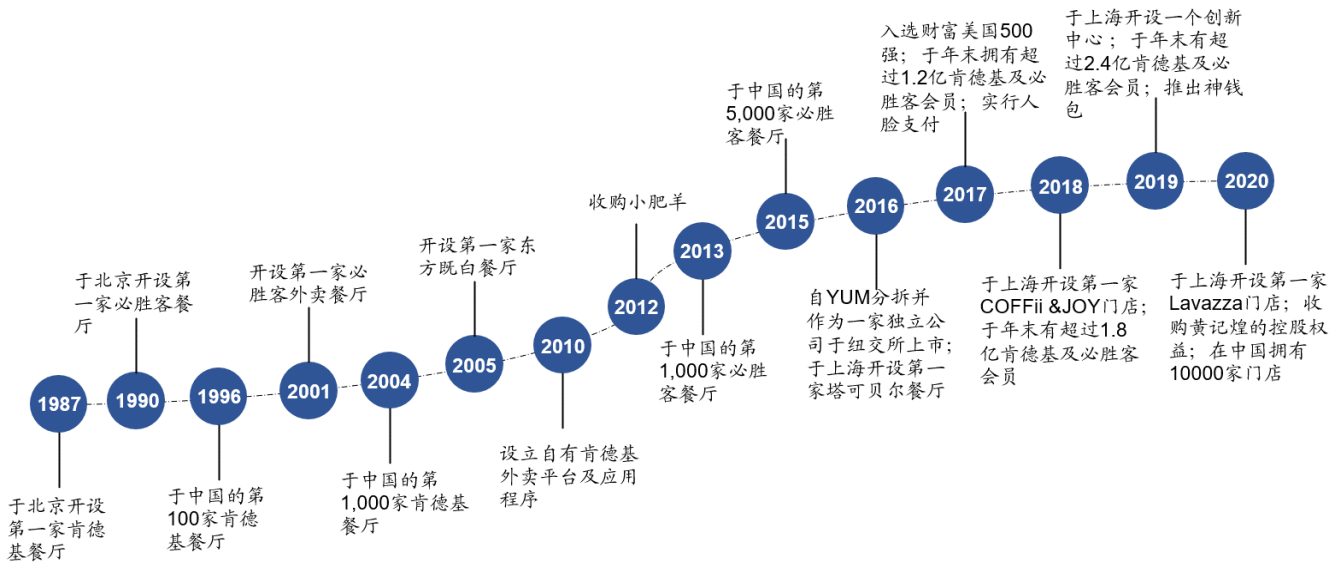 1987
于北京开设
第一家肯德
基餐厅
于北京开设第
一家必胜客餐
厅
1990
1996
于中国的第
100家肯德
基餐厅
开设第一家必
胜客外卖餐厅
2001
2004
于中国的第
1,000家肯德基
餐厅
开设第一家东
方既白餐厅
2005
2010
设立自有肯德基
外卖平台及应用
程序
收购小肥羊
2012
2013
于中国的第
1,000家必胜
客餐厅
于中国的第
5,000家必胜
客餐厅
2015
2016
自YUM分拆并
作为一家独立公
司于纽交所上市；
于上海开设第一
家塔可贝尔餐厅
入选财富美国500
强；于年末拥有超
过1.2亿肯德基及必
胜客会员；实行人
脸支付
2017
2018
于上海开设第一家
COFFii &JOY门店；
于年末有超过1.8
亿肯德基及必胜客
会员
于上海开设一个创新
中心；于年末有超
过2.4亿肯德基及必
胜客会员；推出神钱
包
2019
2020
于上海开设第一家
Lavazza门店；收
购黄记煌的控股权
益；在中国拥有
10000家门店